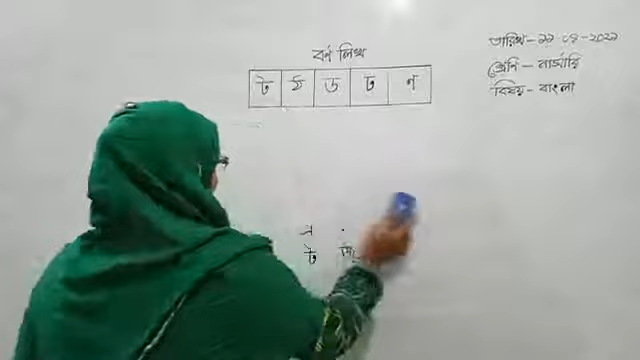 বর্ন লিখ
ট ঠ ড ঢ ণ
শ্রেণি - নার্সারি
বিষয় - বাংলা
ট